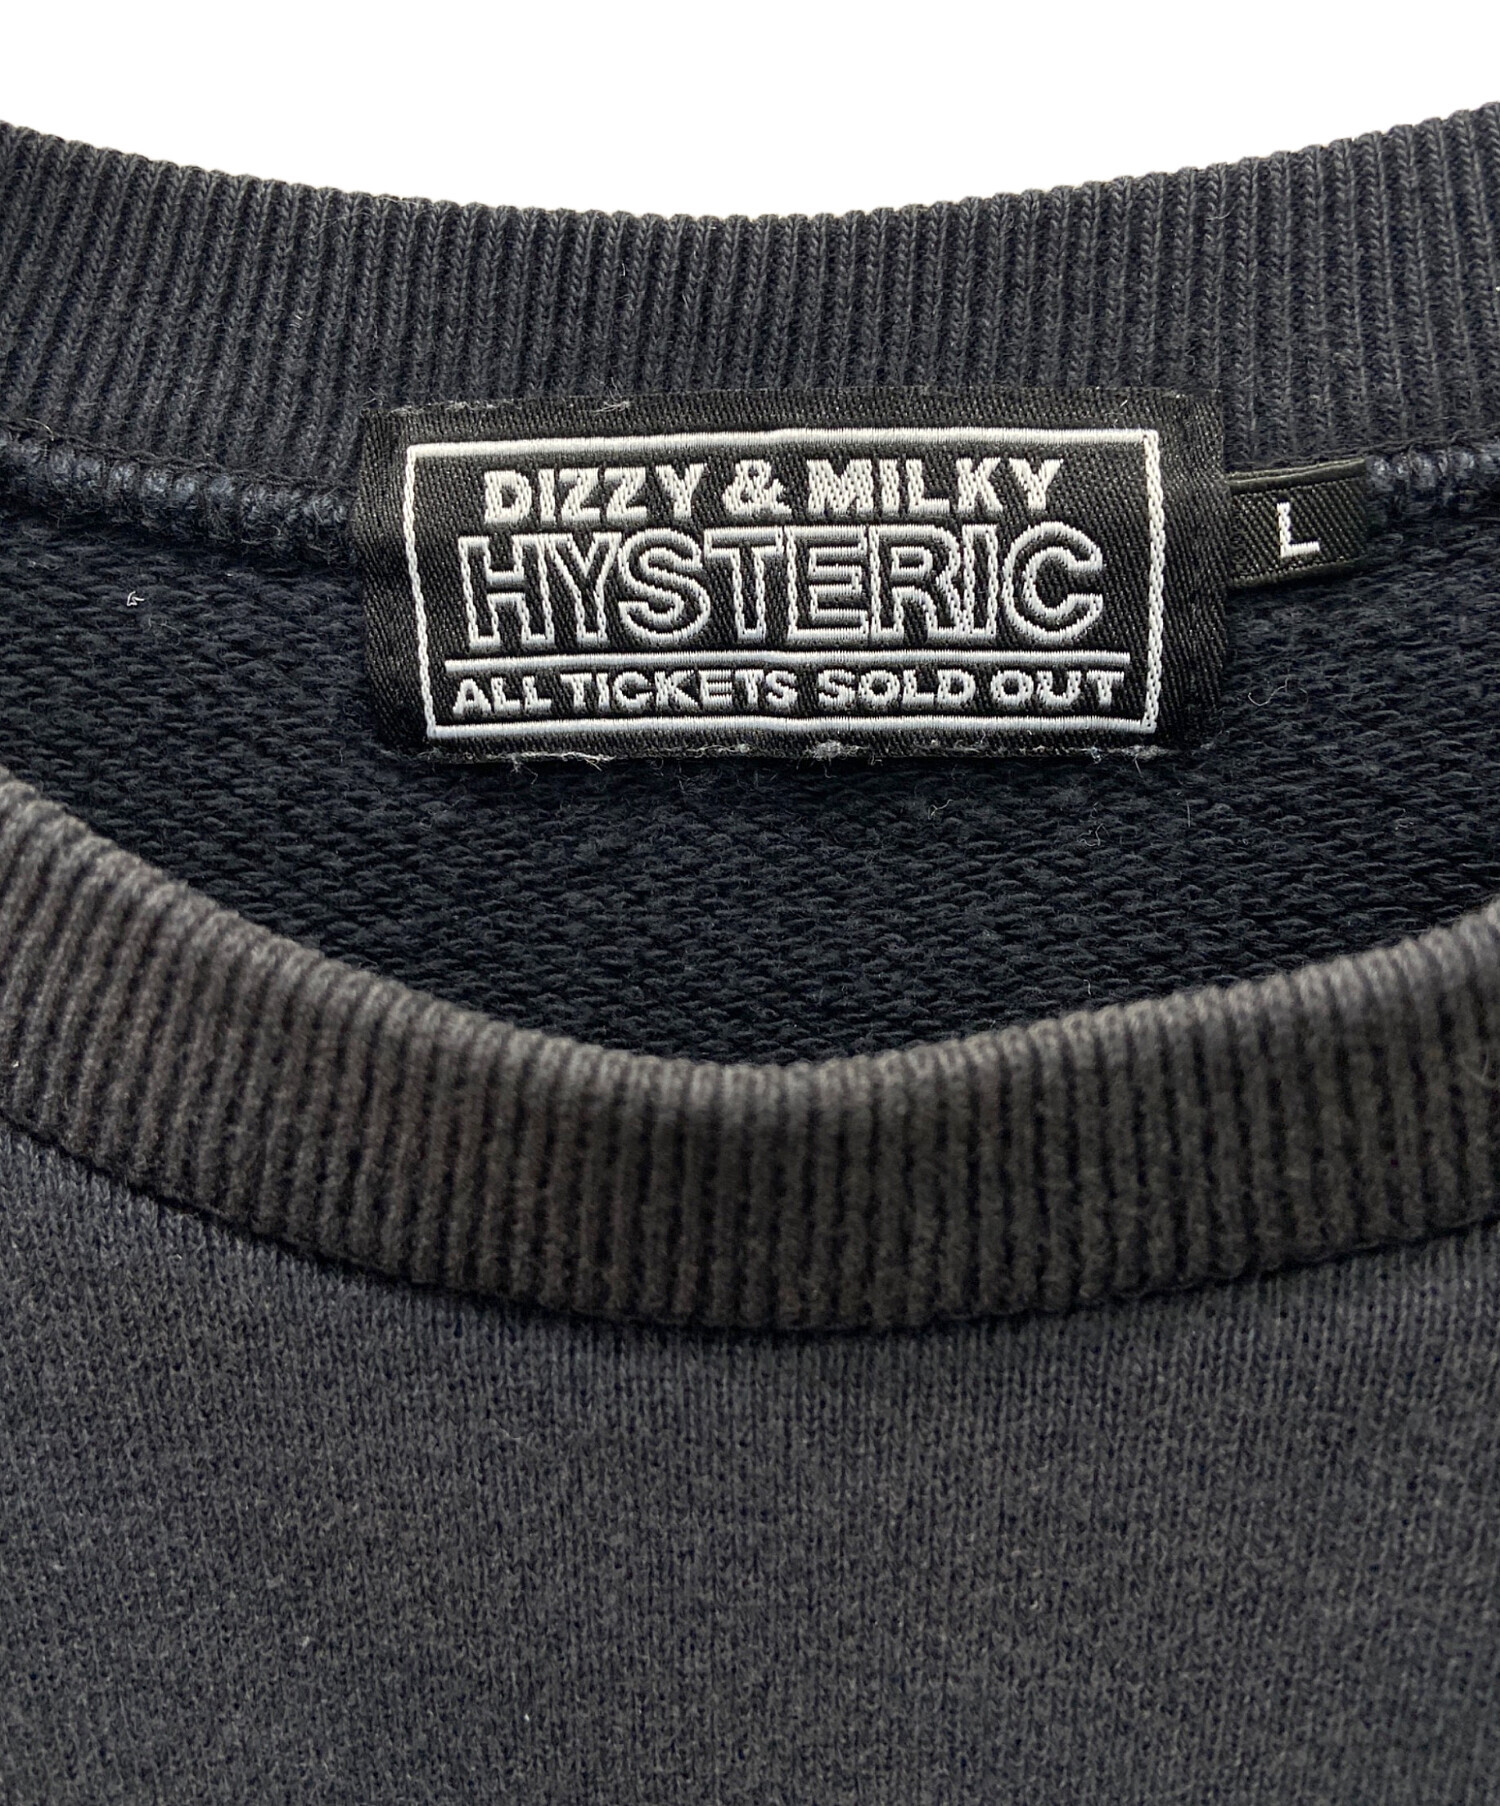 DIZZY & MILKY
HYSTERIC
ALL TICKETS SOLD OUT
L